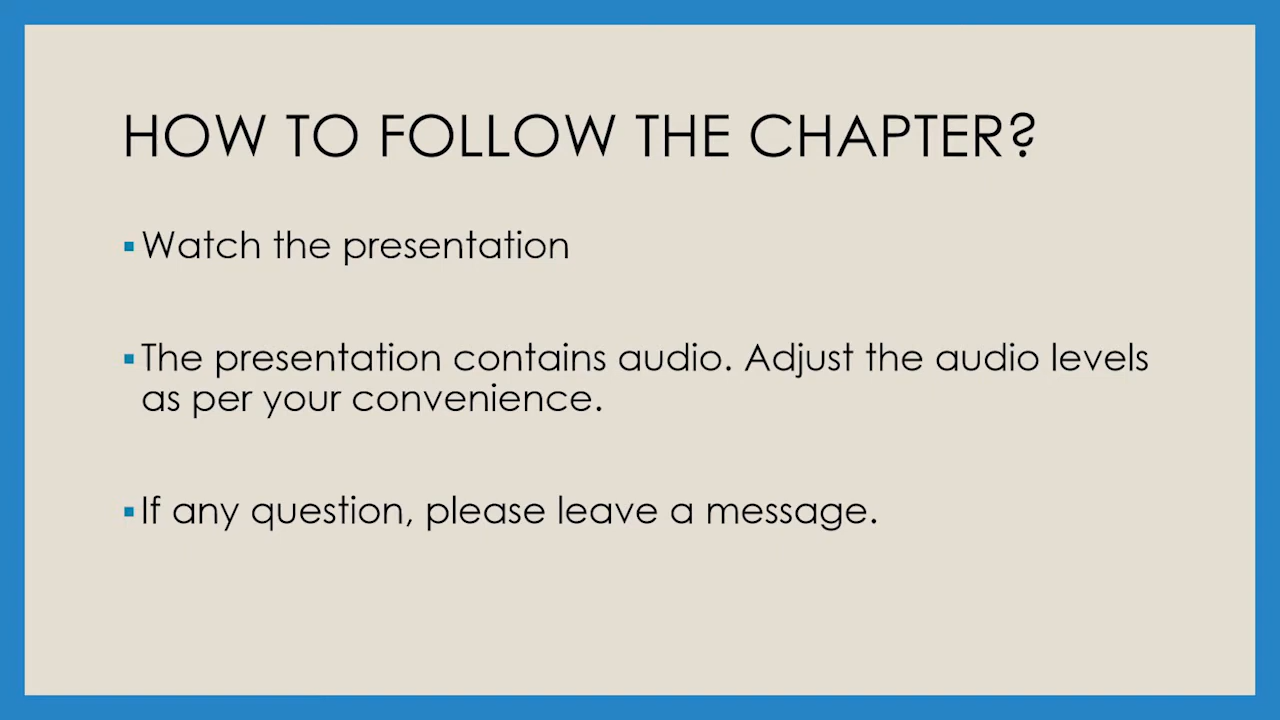 HOW TO FOLLOW THE CHAPTER?
▪Watch the presentation
▪The presentation contains audio. Adjust the audio levels
as per your convenience.
▪If any question, please leave a message.